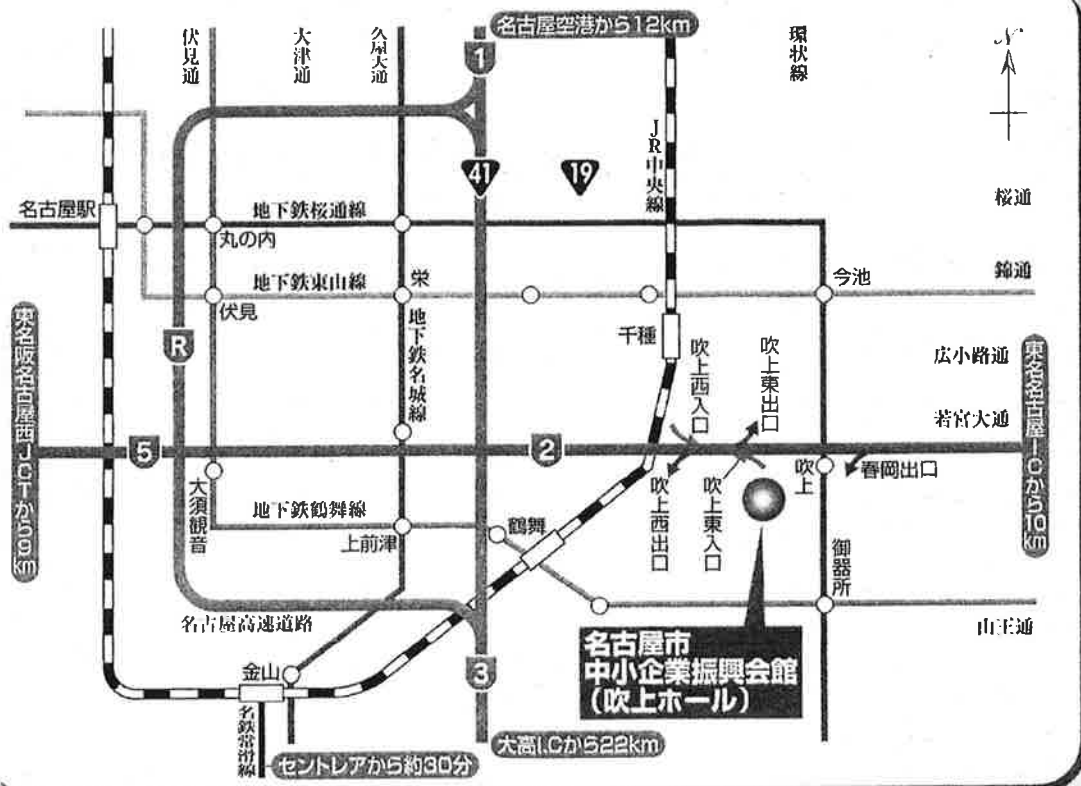 名古屋空港から12km
伏見通
大津通
久屋大通
1
環状線
N
JR中央線
41
19
名古屋駅
地下鉄桜通線
桜通
丸の内
地下鉄東山線
栄
今池
錦通
伏見
地下鉄名城線
千種
吹上西入口
吹上東出口
広小路通
東名阪名古屋西JCTから9km
R
東名名古屋ICから10km
若宮大通
5
2
吹上
春岡出口
大須観音
地下鉄鶴舞線
上前津
鶴舞
吹上西出口
吹上東入口
御器所
名古屋高速道路
山王通
名古屋市
中小企業振興会館
(吹上ホール)
金山
3
名鉄常滑線
セントレアから約30分
大高I.Cから22km